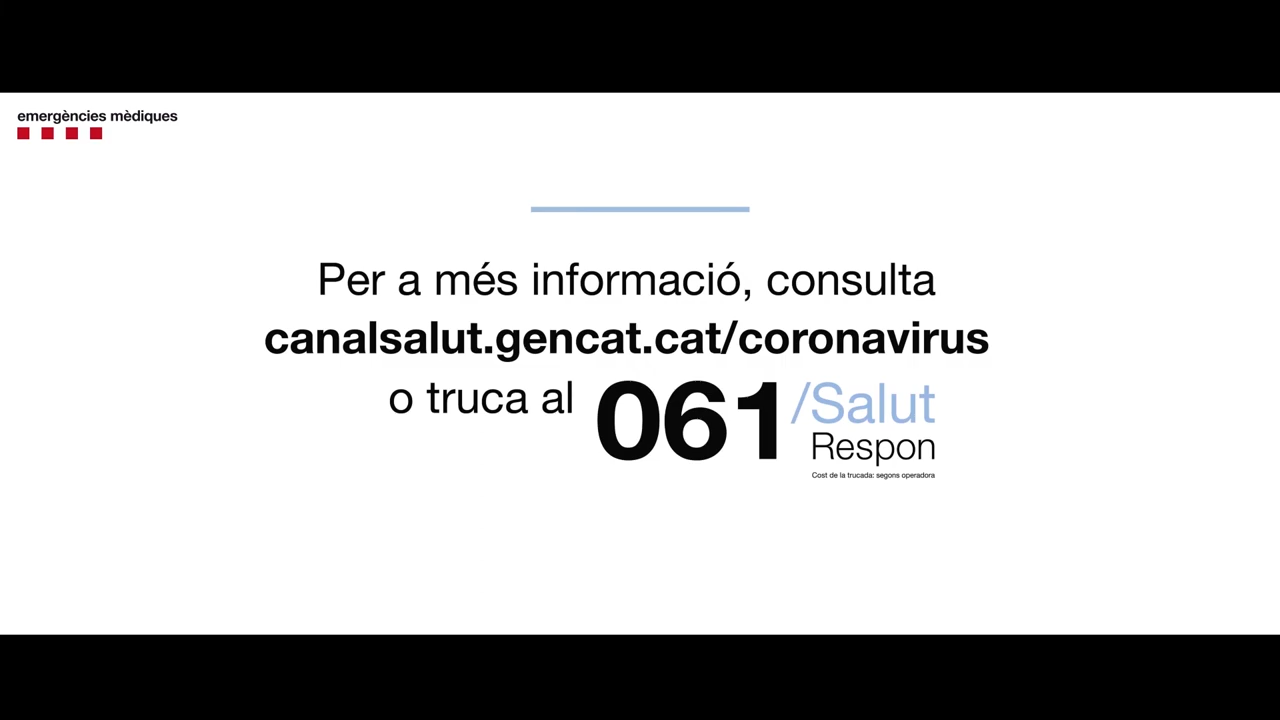 emergències mèdiques
Per a més informació, consulta
canalsalut.gencat.cat/coronavirus
o truca al 061/Salut
Respon
Cost de la trucada: segons operadora